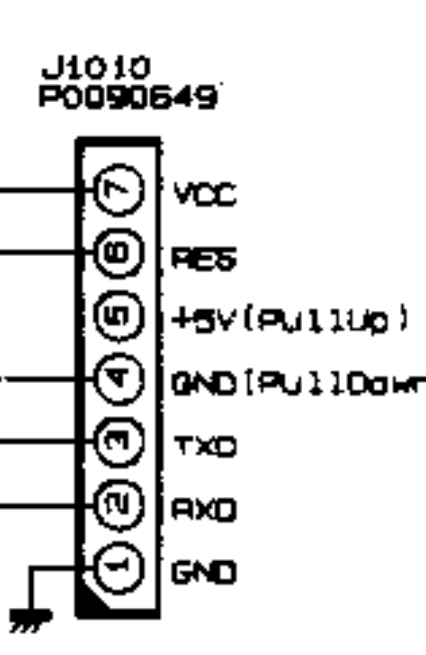 J1010
P0090649
7 VCC
6 RES
5 +5V(PullUp)
4 GND(PullDown
3 TXD
2 RXD
1 GND